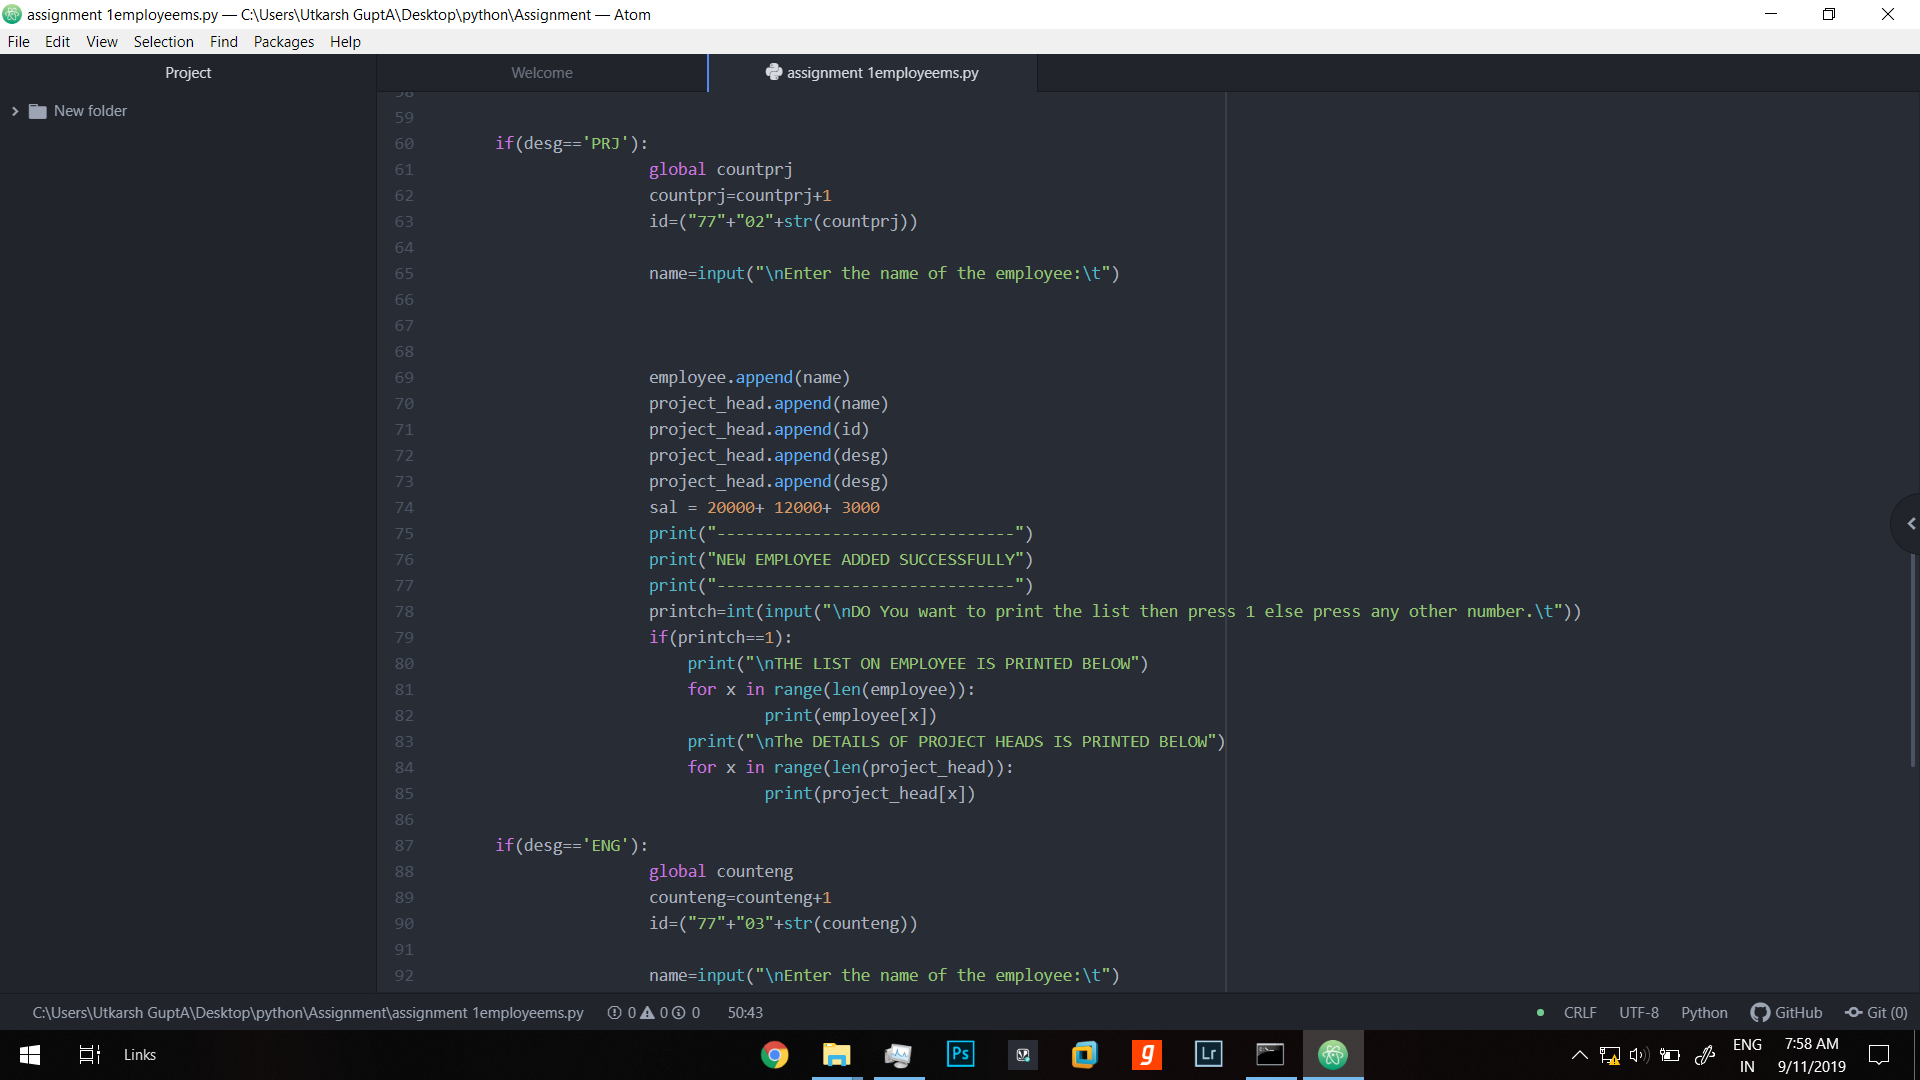 assignment 1employeems.py — C:\Users\Utkarsh GuptA\Desktop\python\Assignment — Atom
File Edit View Selection Find Packages Help
Project
Welcome
assignment 1employeems.py
New folder
58
59
60 if(desg=='PRJ'):
61 global countprj
62 countprj=countprj+1
63 id=("77"+"02"+str(countprj))
64
65 name=input("\nEnter the name of the employee:\t")
66
67
68
69 employee.append(name)
70 project_head.append(name)
71 project_head.append(id)
72 project_head.append(desg)
73 project_head.append(desg)
74 sal = 20000+ 12000+ 3000
75 print("-------------------------------")
76 print("NEW EMPLOYEE ADDED SUCCESSFULLY")
77 print("-------------------------------")
78 printch=int(input("\nDO You want to print the list then press 1 else press any other number.\t"))
79 if(printch==1):
80 print("\nTHE LIST ON EMPLOYEE IS PRINTED BELOW")
81 for x in range(len(employee)):
82 print(employee[x])
83 print("\nThe DETAILS OF PROJECT HEADS IS PRINTED BELOW")
84 for x in range(len(project_head)):
85 print(project_head[x])
86
87 if(desg=='ENG'):
88 global counteng
89 counteng=counteng+1
90 id=("77"+"03"+str(counteng))
91
92 name=input("\nEnter the name of the employee:\t")
C:\Users\Utkarsh GuptA\Desktop\python\Assignment\assignment 1employeems.py 0 0 0 50:43
CRLF UTF-8 Python GitHub Git (0)
Links
Ps
g
Lr
ENG
IN
7:58 AM
9/11/2019